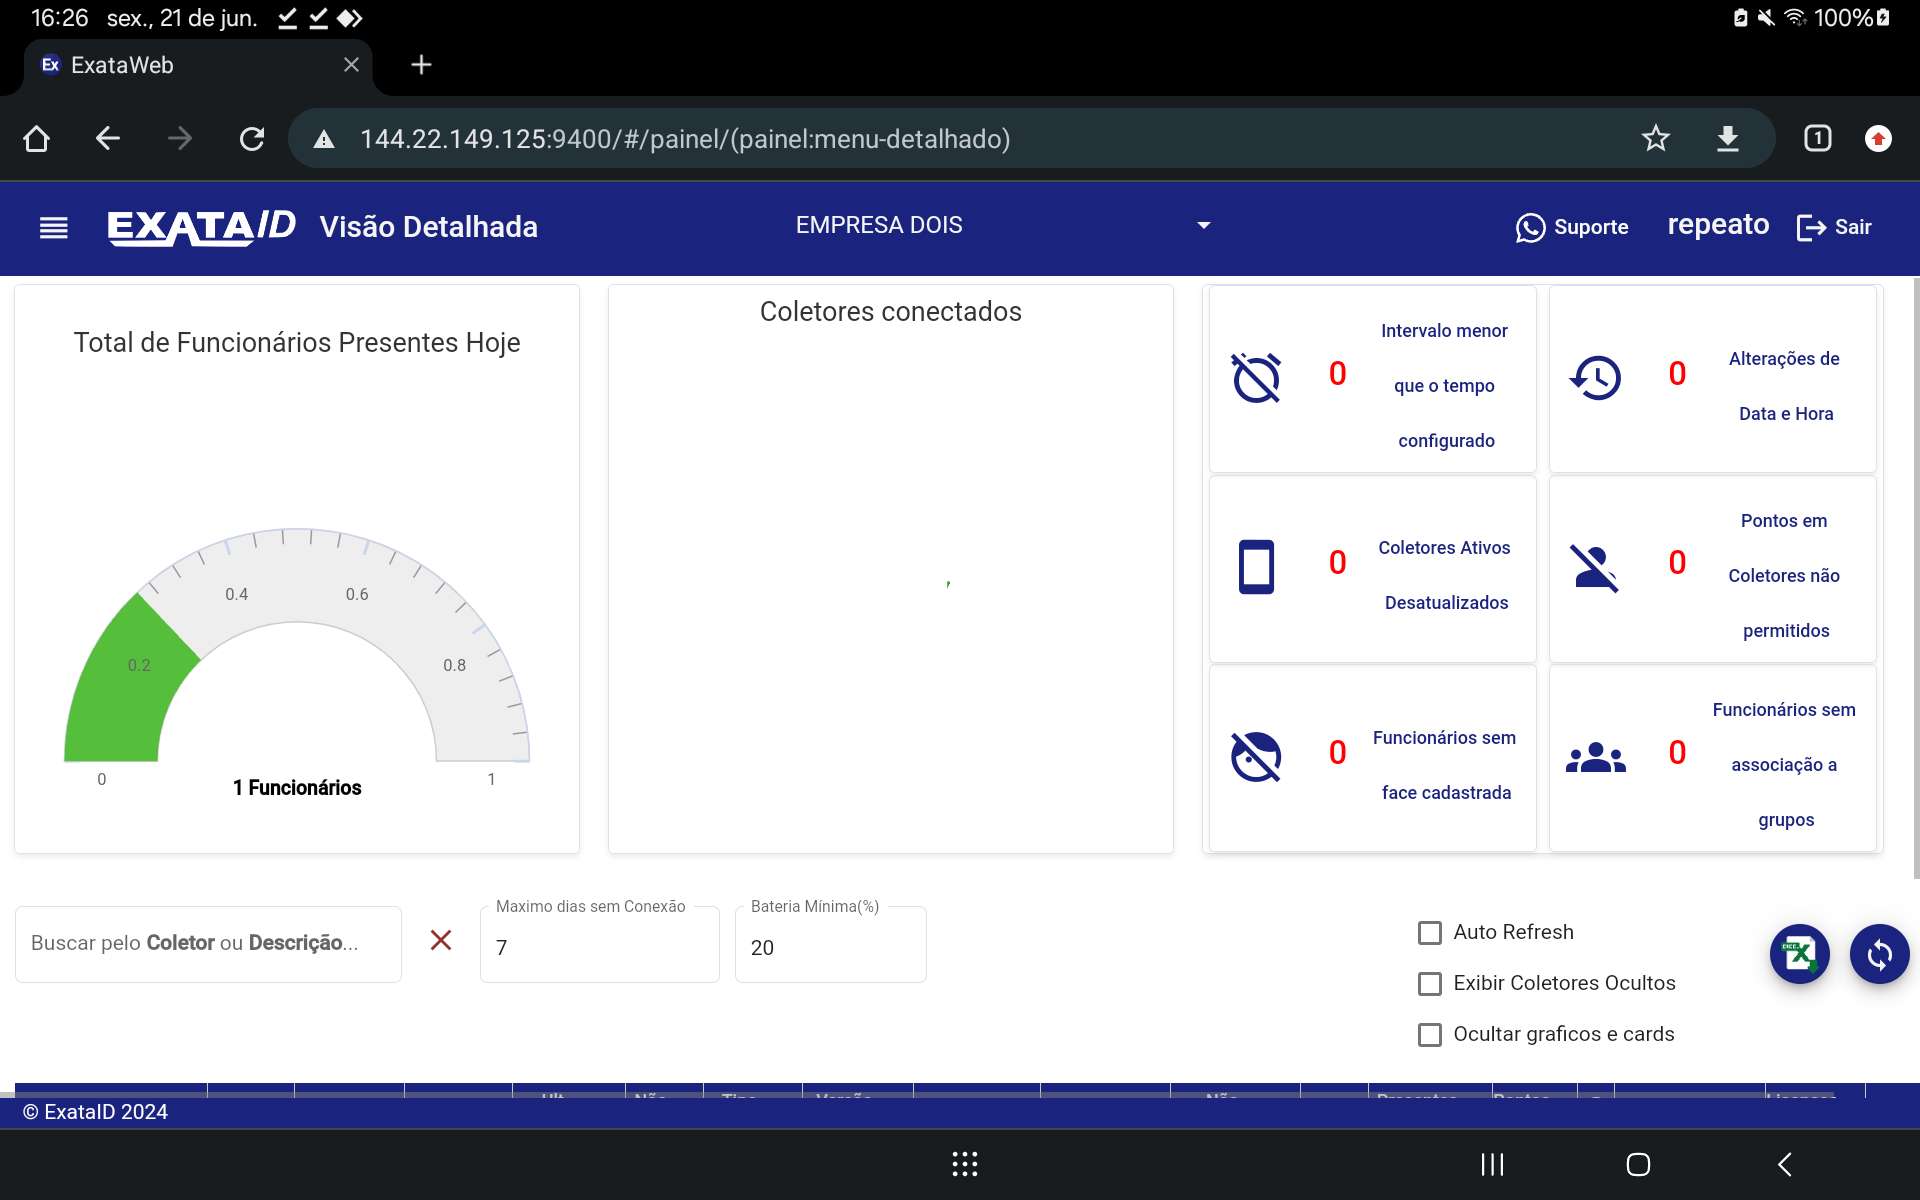 16:26 sex., 21 de jun. 100%
Ex ExataWeb
144.22.149.125:9400/#/painel/(painel:menu-detalhado)
1
EXATA ID Visão Detalhada EMPRESA DOIS Suporte repeato Sair
Total de Funcionários Presentes Hoje
0.2
0.4
0.6
0.8
0
1
1 Funcionários
Coletores conectados
0 Intervalo menor
que o tempo
configurado
0 Alterações de
Data e Hora
0 Coletores Ativos
Desatualizados
0 Pontos em
Coletores não
permitidos
0 Funcionários sem
face cadastrada
0 Funcionários sem
associação a
grupos
Buscar pelo Coletor ou Descrição...
Maximo dias sem Conexão
7
Bateria Mínima(%)
20
Auto Refresh
Exibir Coletores Ocultos
Ocultar graficos e cards
© ExataID 2024